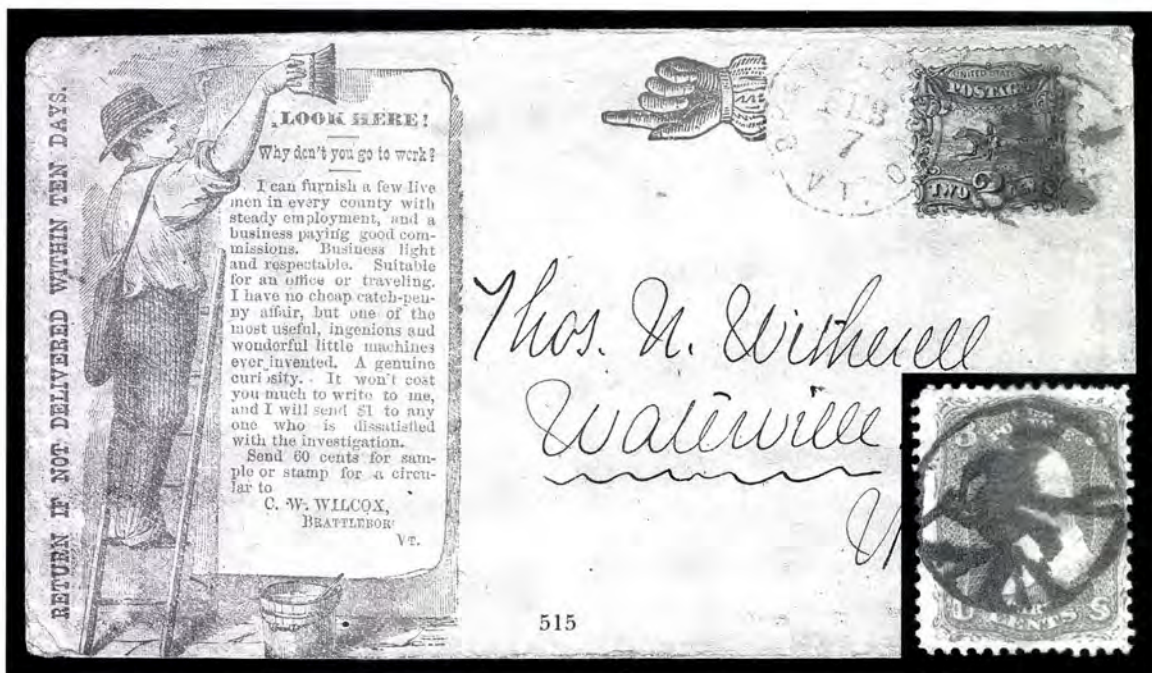 RETURN IF NOT DELIVERED WITHIN TEN DAYS.
LOOK HERE!
Why don't you go to work?
I can furnish a few live
men in every county with
steady employment, and a
business paying good com-
missions. Business light
and respectable. Suitable
for an office or traveling.
I have no cheap catch-pen-
ny affair, but one of the
most useful, ingenious and
wonderful little machines
ever invented. A genuine
curiosity. It won't cost
you much to write to me,
and I will send $1 to any
one who is dissatisfied
with the investigation.
Send 60 cents for sam-
ple or stamp for a circu-
lar to
C. W. WILCOX,
BRATTLEBOR
VT.
FEB
7
UNITED STATES
POSTAGE
TWO 2
Thos. N. Witherell
Waterville
515
CENTS